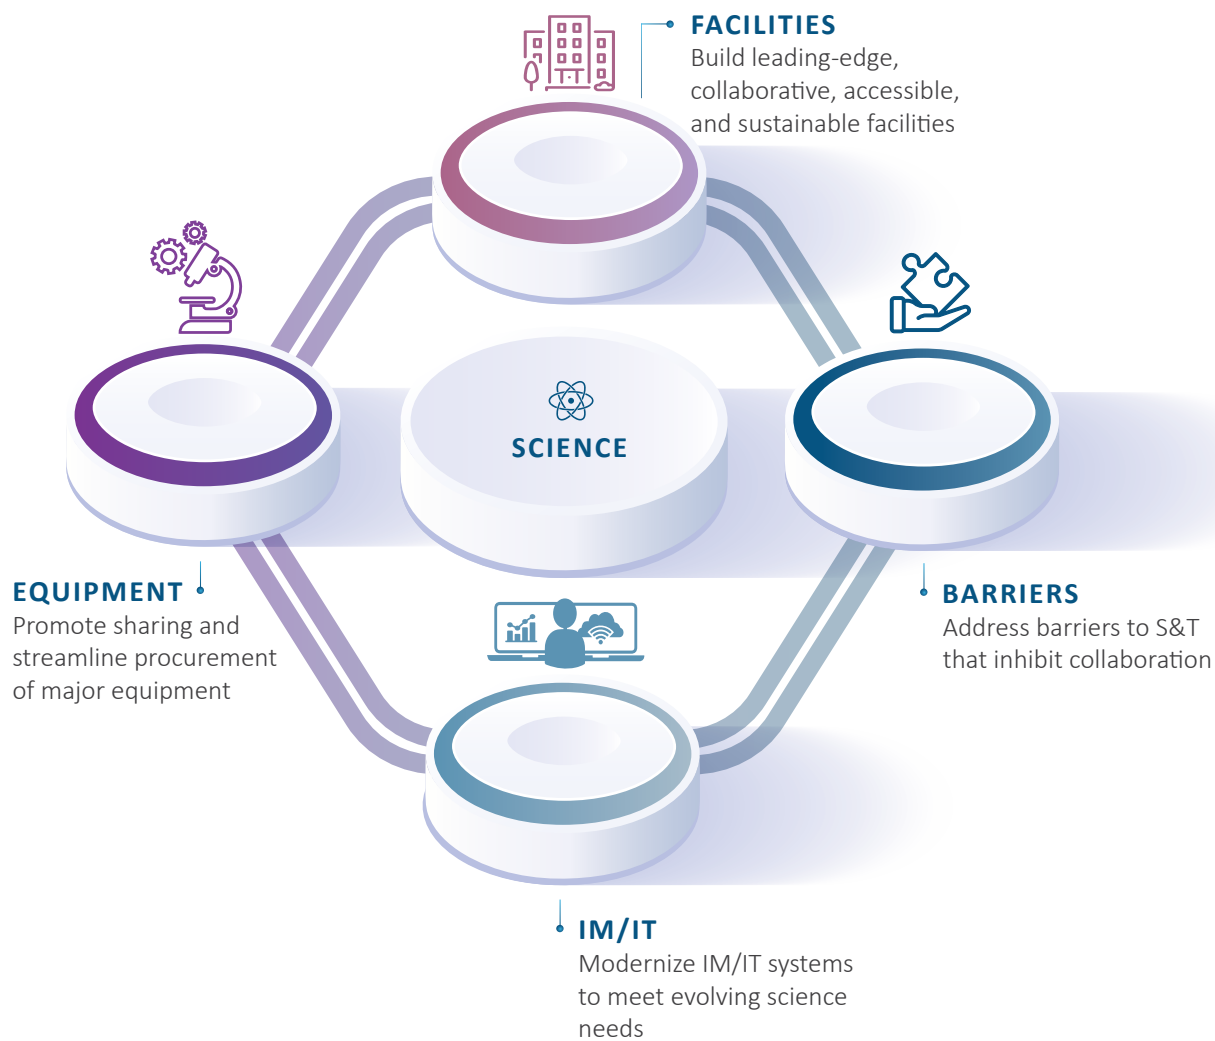 FACILITIES
Build leading-edge,
collaborative, accessible,
and sustainable facilities
SCIENCE
EQUIPMENT
Promote sharing and
streamline procurement
of major equipment
BARRIERS
Address barriers to S&T
that inhibit collaboration
IM/IT
Modernize IM/IT systems
to meet evolving science
needs